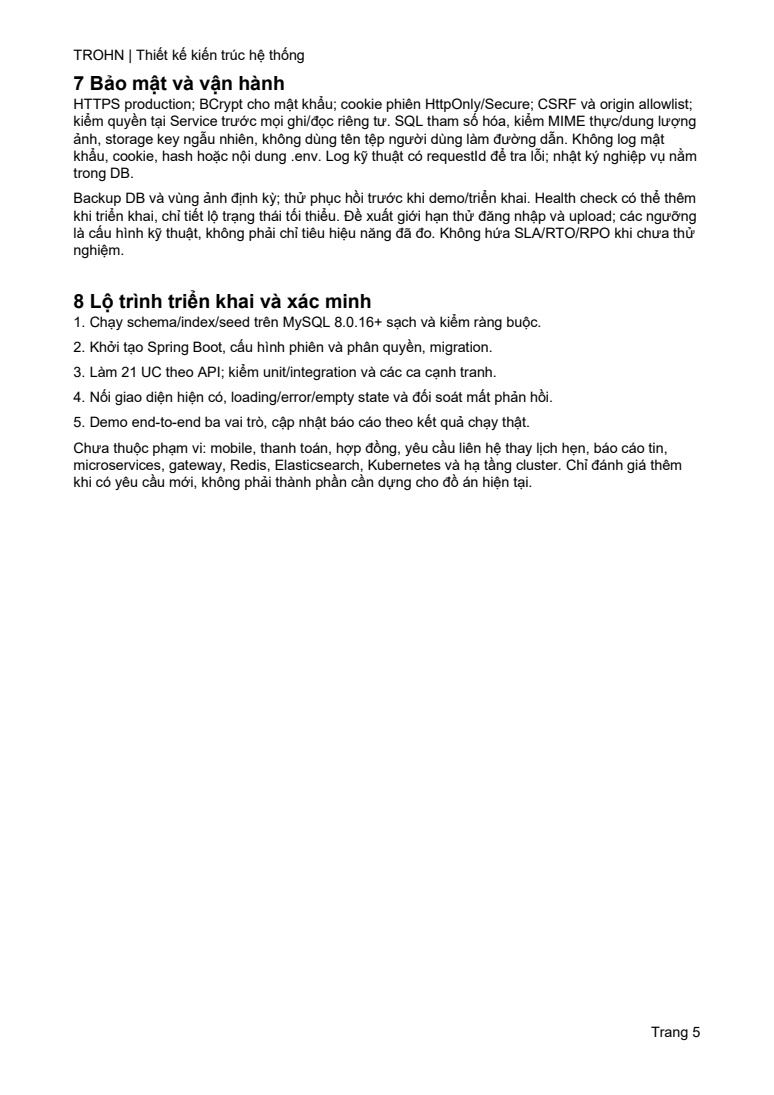 TROHN | Thiết kế kiến trúc hệ thống
7 Bảo mật và vận hành
HTTPS production; BCrypt cho mật khẩu; cookie phiên HttpOnly/Secure; CSRF và origin allowlist;
kiểm quyền tại Service trước mọi ghi/đọc riêng tư. SQL tham số hóa, kiểm MIME thực/dung lượng
ảnh, storage key ngẫu nhiên, không dùng tên tệp người dùng làm đường dẫn. Không log mật
khẩu, cookie, hash hoặc nội dung .env. Log kỹ thuật có requestId để tra lỗi; nhật ký nghiệp vụ nằm
trong DB.
Backup DB và vùng ảnh định kỳ; thử phục hồi trước khi demo/triển khai. Health check có thể thêm
khi triển khai, chỉ tiết lộ trạng thái tối thiểu. Đề xuất giới hạn thử đăng nhập và upload; các ngưỡng
là cấu hình kỹ thuật, không phải chỉ tiêu hiệu năng đã đo. Không hứa SLA/RTO/RPO khi chưa thử
nghiệm.
8 Lộ trình triển khai và xác minh
1. Chạy schema/index/seed trên MySQL 8.0.16+ sạch và kiểm ràng buộc.
2. Khởi tạo Spring Boot, cấu hình phiên và phân quyền, migration.
3. Làm 21 UC theo API; kiểm unit/integration và các ca cạnh tranh.
4. Nối giao diện hiện có, loading/error/empty state và đối soát mất phản hồi.
5. Demo end-to-end ba vai trò, cập nhật báo cáo theo kết quả chạy thật.
Chưa thuộc phạm vi: mobile, thanh toán, hợp đồng, yêu cầu liên hệ thay lịch hẹn, báo cáo tin,
microservices, gateway, Redis, Elasticsearch, Kubernetes và hạ tầng cluster. Chỉ đánh giá thêm
khi có yêu cầu mới, không phải thành phần cần dựng cho đồ án hiện tại.
Trang 5